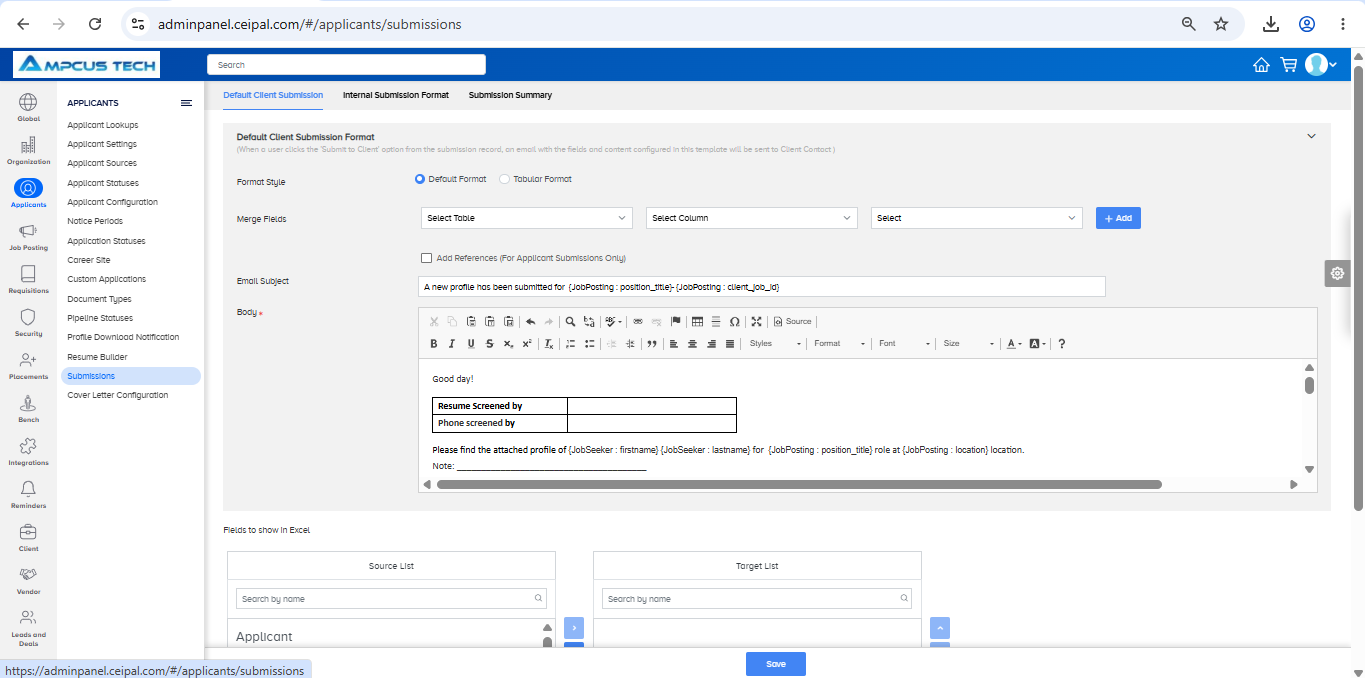 adminpanel.ceipal.com/#/applicants/submissions
AMPCUS TECH
Search
Global
Organization
Applicants
Job Posting
Requisitions
Security
Placements
Bench
Integrations
Reminders
Client
Vendor
Leads and
Deals
APPLICANTS
Applicant Lookups
Applicant Settings
Applicant Sources
Applicant Statuses
Applicant Configuration
Notice Periods
Application Statuses
Career Site
Custom Applications
Document Types
Pipeline Statuses
Profile Download Notification
Resume Builder
Submissions
Cover Letter Configuration
Default Client Submission Internal Submission Format Submission Summary
Default Client Submission Format
(When a user clicks the 'Submit to Client' option from the submission record, an email with the fields and content configured in this template will be sent to Client Contact )
Format Style Default Format Tabular Format
Merge Fields Select Table Select Column Select + Add
Add References (For Applicant Submissions Only)
Email Subject A new profile has been submitted for {JobPosting : position_title}- {JobPosting : client_job_id}
Body *
Source
Styles Format Font Size
Good day!
Resume Screened by
Phone screened by
Please find the attached profile of {JobSeeker : firstname} {JobSeeker : lastname} for {JobPosting : position_title} role at {JobPosting : location} location.
Note: ______________________________________
Fields to show in Excel
Source List Target List
Search by name Search by name
Applicant
Save
https://adminpanel.ceipal.com/#/applicants/submissions